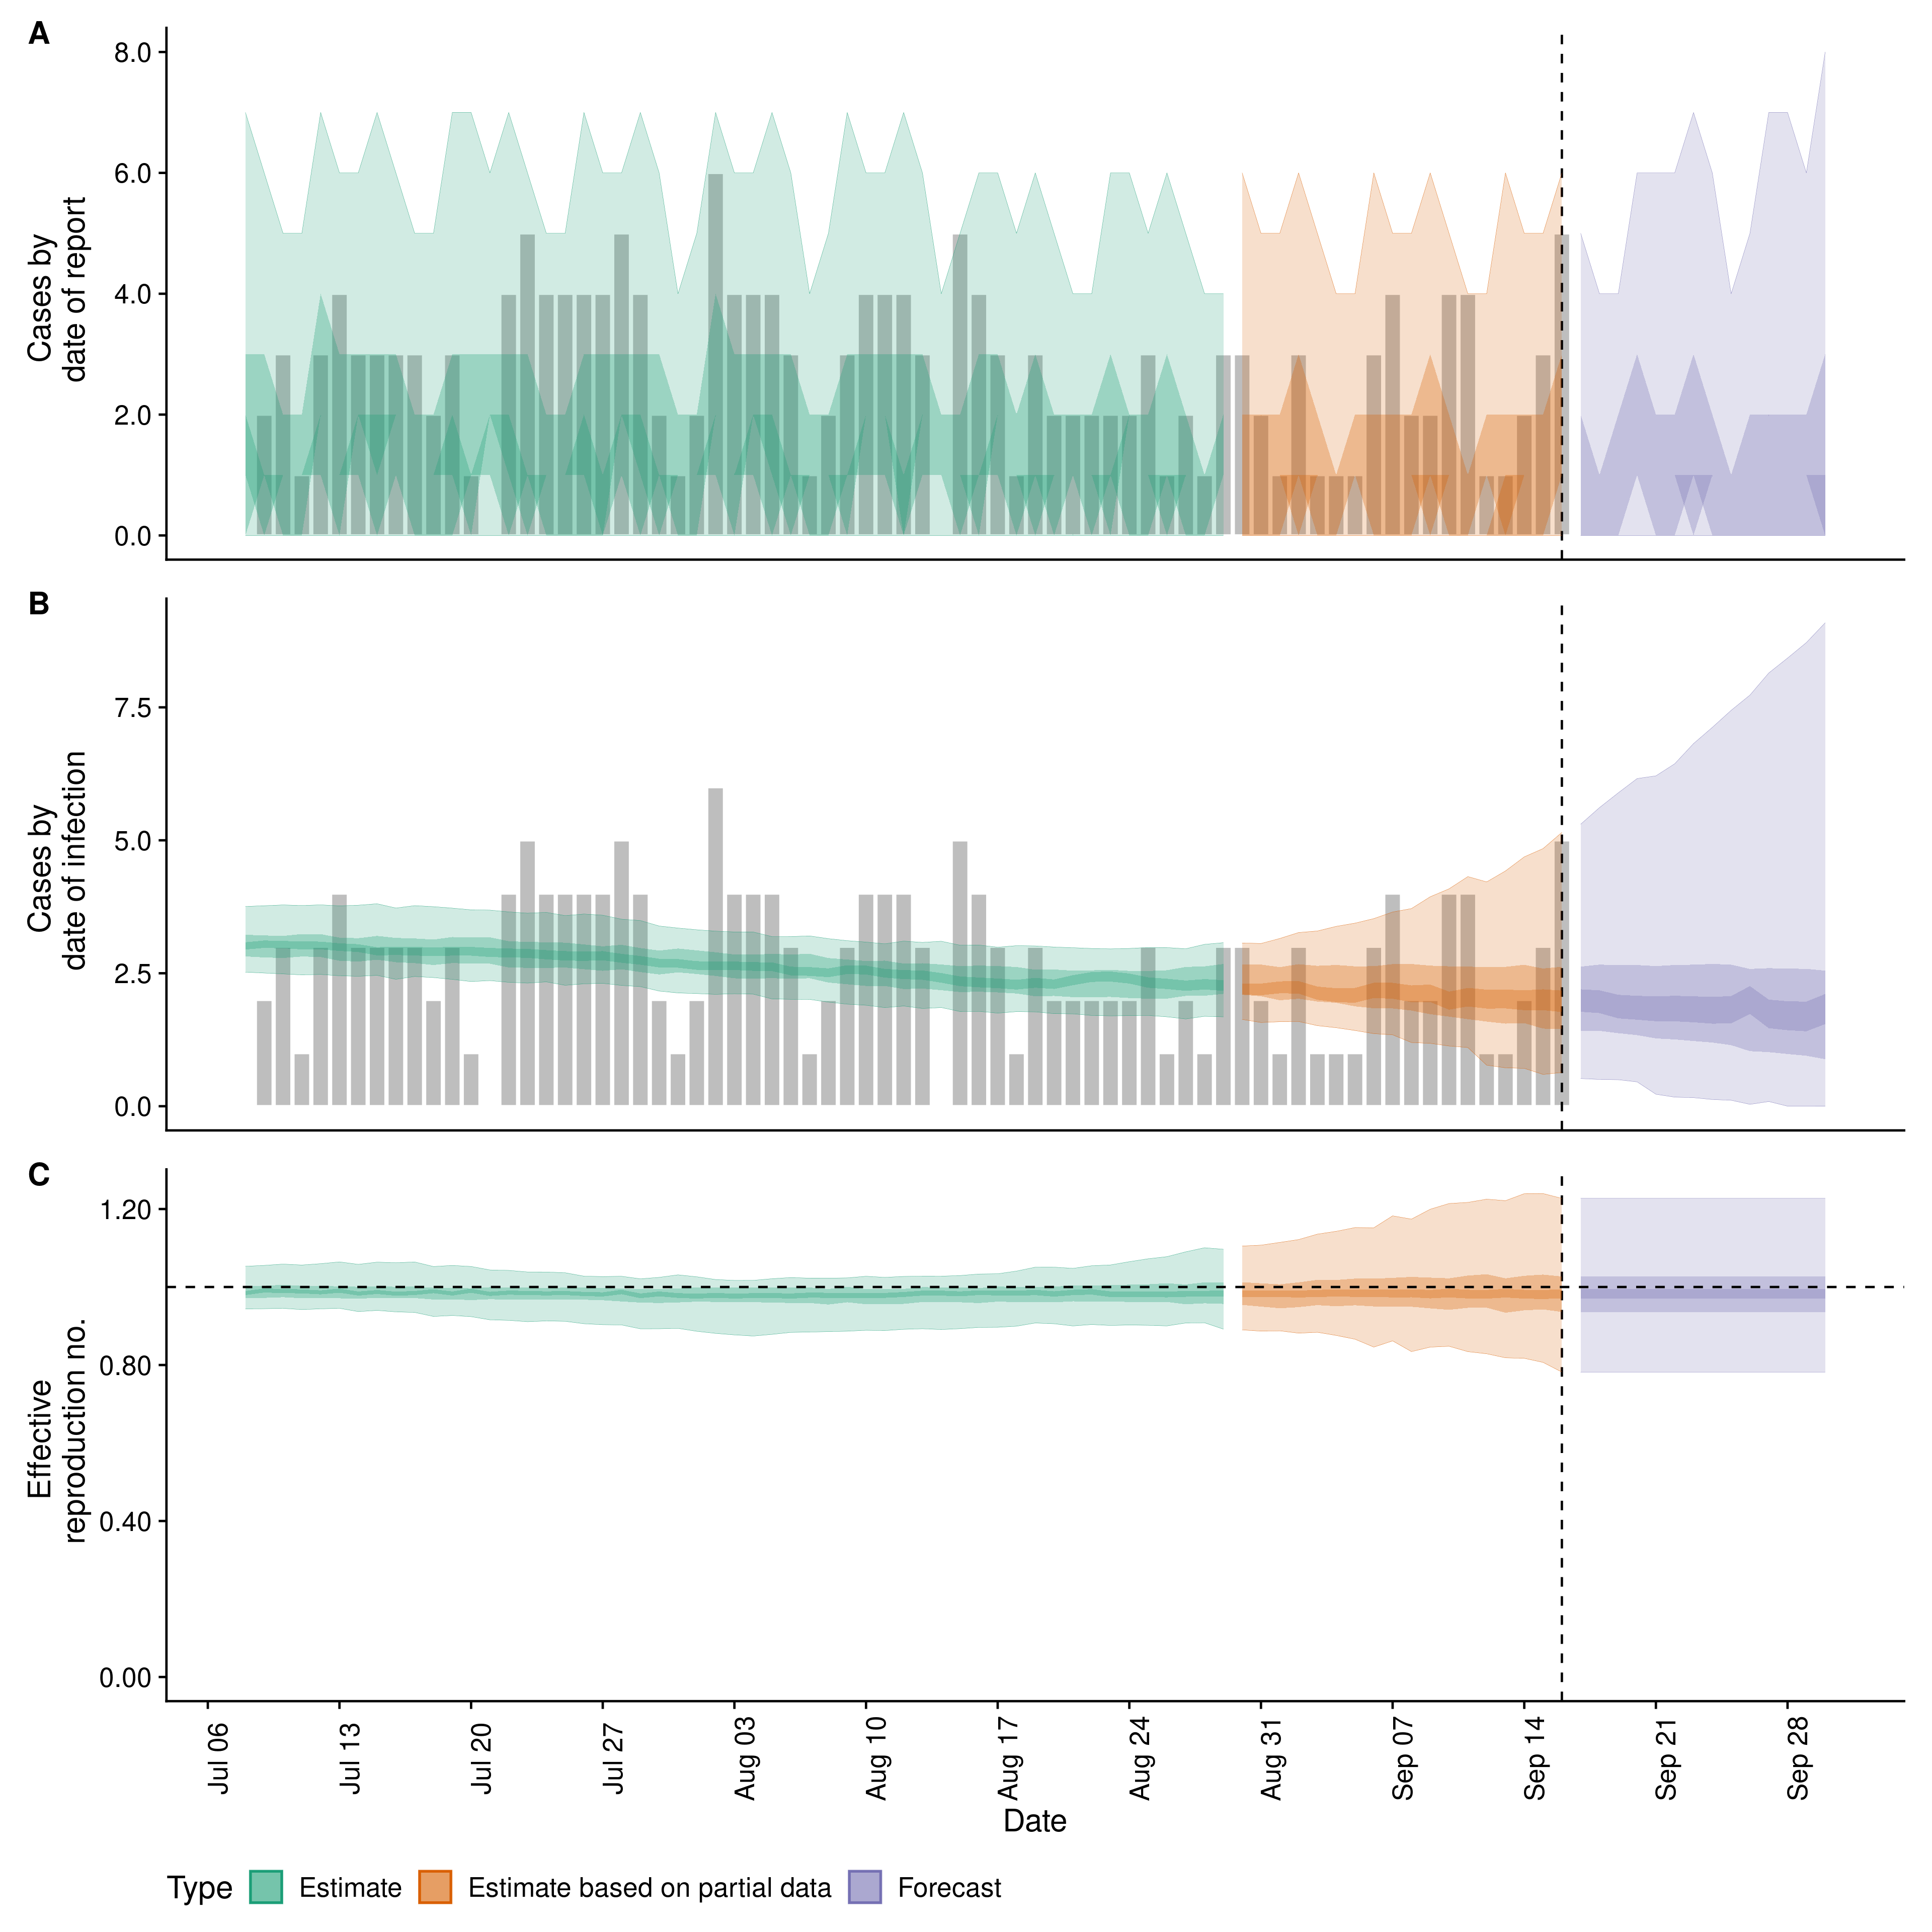 A
8.0
6.0
4.0
2.0
0.0
Cases by
date of report
B
7.5
5.0
2.5
0.0
Cases by
date of infection
C
1.20
0.80
0.40
0.00
Effective
reproduction no.
Jul 06
Jul 13
Jul 20
Jul 27
Aug 03
Aug 10
Aug 17
Aug 24
Aug 31
Sep 07
Sep 14
Sep 21
Sep 28
Date
Type Estimate Estimate based on partial data Forecast